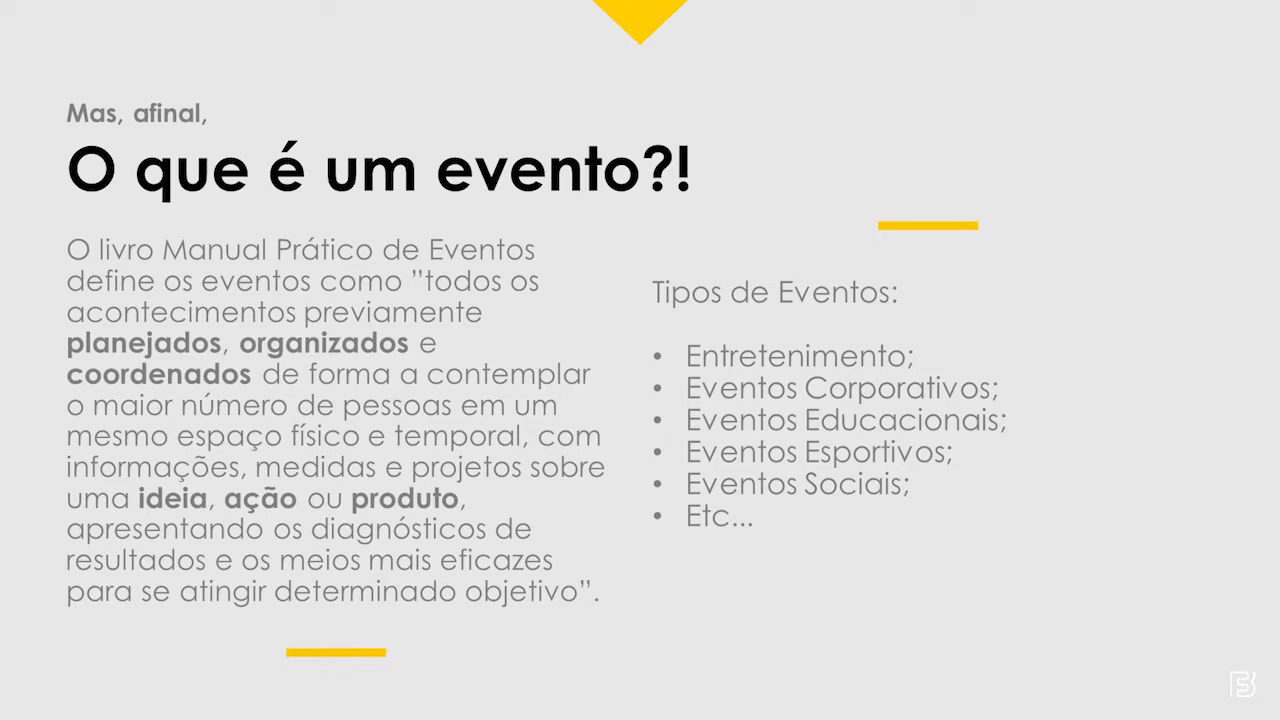 Mas, afinal,
O que é um evento?!
O livro Manual Prático de Eventos
define os eventos como ”todos os
acontecimentos previamente
planejados, organizados e
coordenados de forma a contemplar
o maior número de pessoas em um
mesmo espaço físico e temporal, com
informações, medidas e projetos sobre
uma ideia, ação ou produto,
apresentando os diagnósticos de
resultados e os meios mais eficazes
para se atingir determinado objetivo”.
Tipos de Eventos:
• Entretenimento;
• Eventos Corporativos;
• Eventos Educacionais;
• Eventos Esportivos;
• Eventos Sociais;
• Etc...